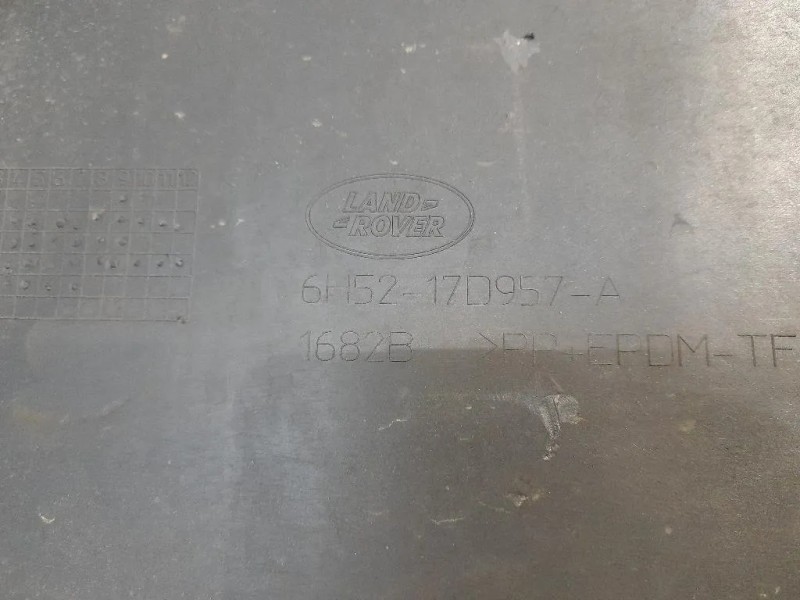 LAND
ROVER
6H52-17D957-A
1682B >PP+EPDM-TF